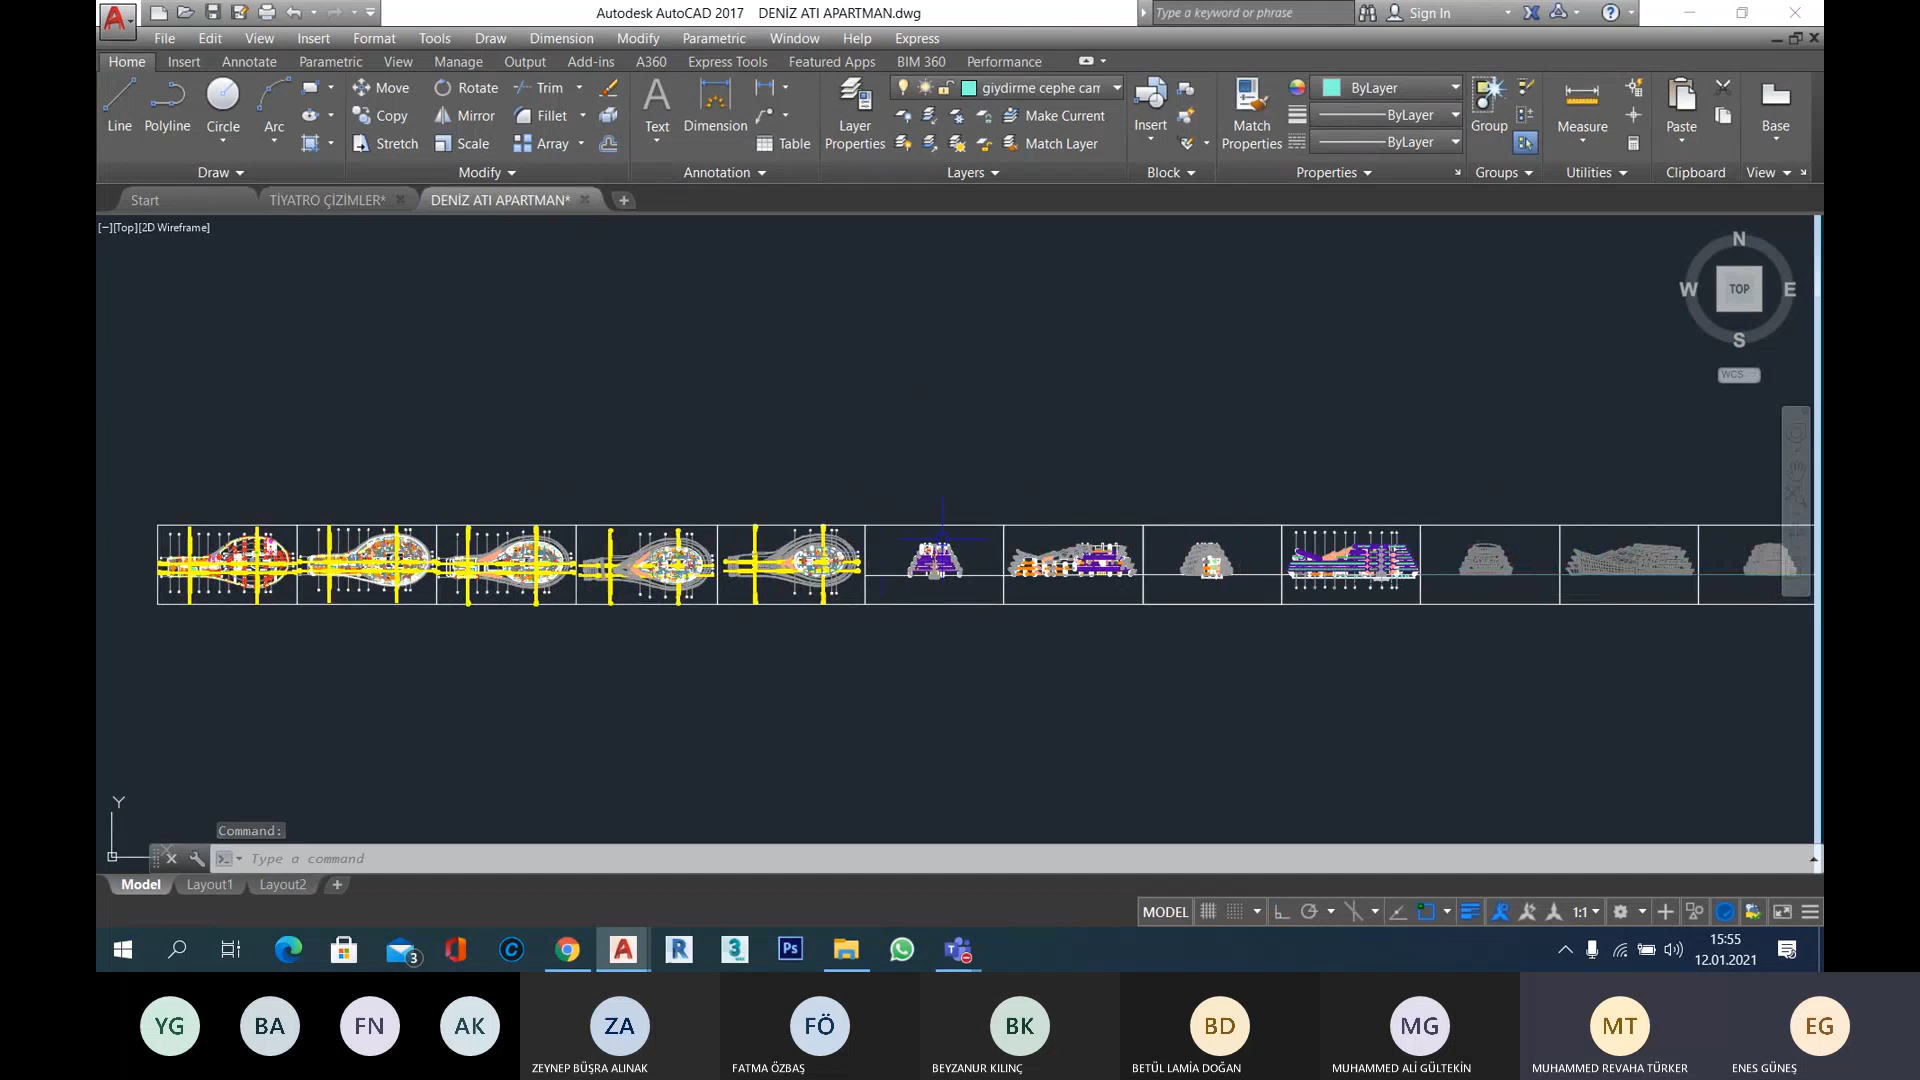 Autodesk AutoCAD 2017 DENİZ ATI APARTMAN.dwg
Type a keyword or phrase
Sign In
File Edit View Insert Format Tools Draw Dimension Modify Parametric Window Help Express
Home Insert Annotate Parametric View Manage Output Add-ins A360 Express Tools Featured Apps BIM 360 Performance
Line Polyline Circle Arc
Move Rotate Trim
Copy Mirror Fillet
Stretch Scale Array
Text Dimension Table
Layer Properties
giydirme cephe cam
Make Current
Match Layer
Insert
Match Properties
ByLayer
ByLayer
ByLayer
Group
Measure
Paste
Base
Draw Modify Annotation Layers Block Properties Groups Utilities Clipboard View
Start TİYATRO ÇİZİMLER* DENİZ ATI APARTMAN*
[−][Top][2D Wireframe]
N
W TOP E
S
WCS
Y
Command:
Type a command
Model Layout1 Layout2
MODEL 1:1
3
15:55
12.01.2021
YG BA FN AK ZA FÖ BK BD MG MT EG
ZEYNEP BÜŞRA ALINAK FATMA ÖZBAŞ BEYZANUR KILINÇ BETÜL LAMİA DOĞAN MUHAMMED ALİ GÜLTEKİN MUHAMMED REVAHA TÜRKER ENES GÜNEŞ